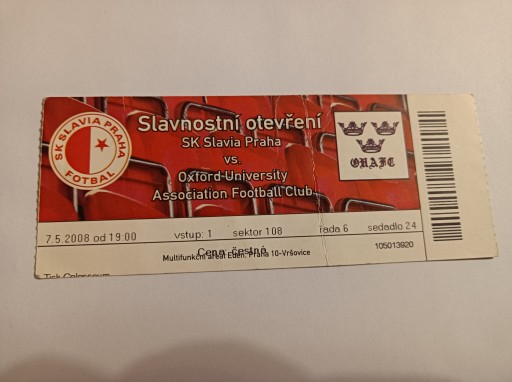 SK SLAVIA PRAHA
FOTBAL
Slavnostní otevření
SK Slavia Praha
vs.
Oxford University
Association Football Club
OUAFC
7.5.2008 od 19:00 vstup: 1 sektor 108 řada 6 sedadlo 24
Cena: čestná
Multifunkční areál Eden, Praha 10-Vršovice
105013920
Tisk Colosseum